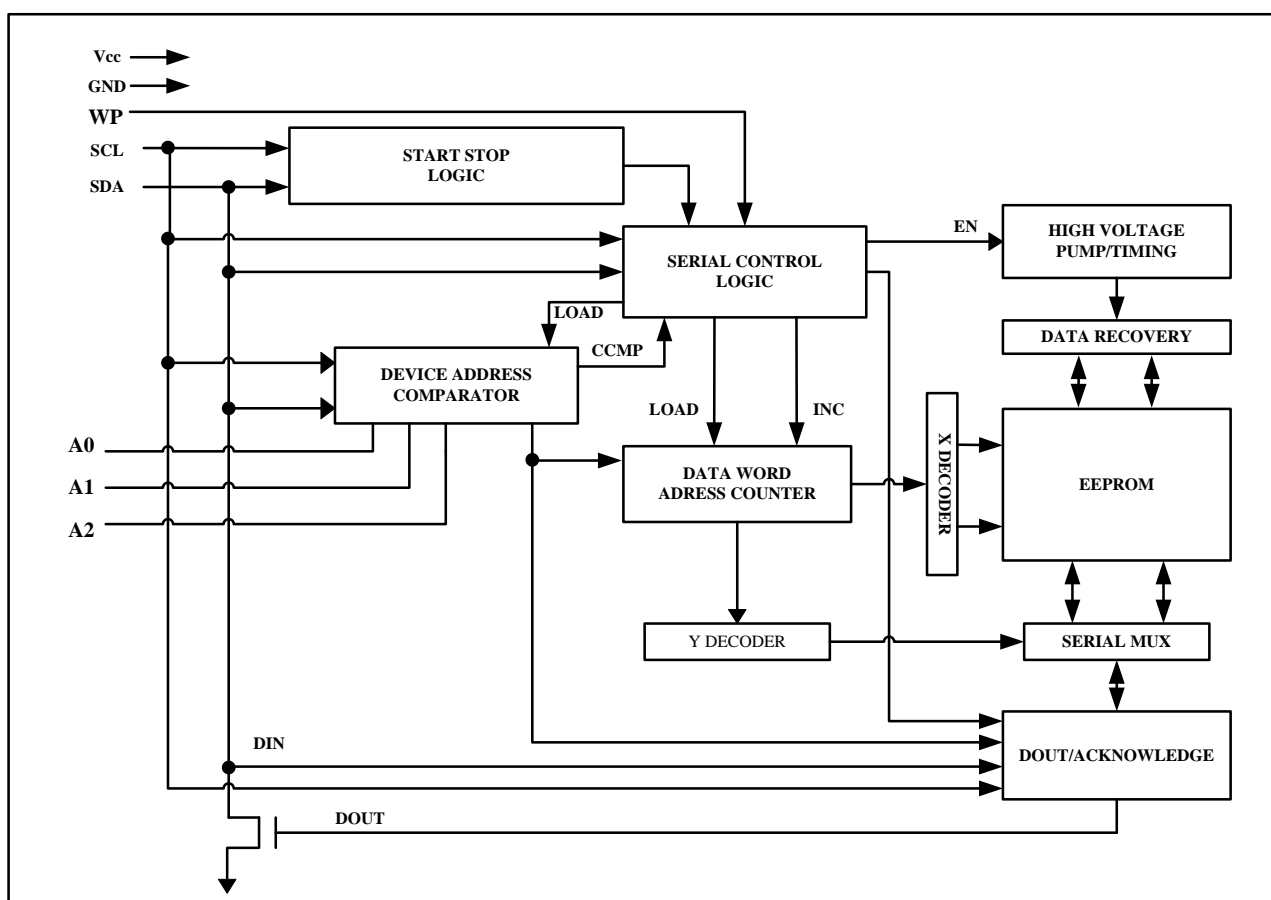 Vcc
GND
WP
SCL
SDA
START STOP
LOGIC
SERIAL CONTROL
LOGIC
EN
HIGH VOLTAGE
PUMP/TIMING
LOAD
CCMP
DATA RECOVERY
DEVICE ADDRESS
COMPARATOR
LOAD
INC
A0
A1
A2
DATA WORD
ADRESS COUNTER
X DECODER
EEPROM
Y DECODER
SERIAL MUX
DIN
DOUT/ACKNOWLEDGE
DOUT